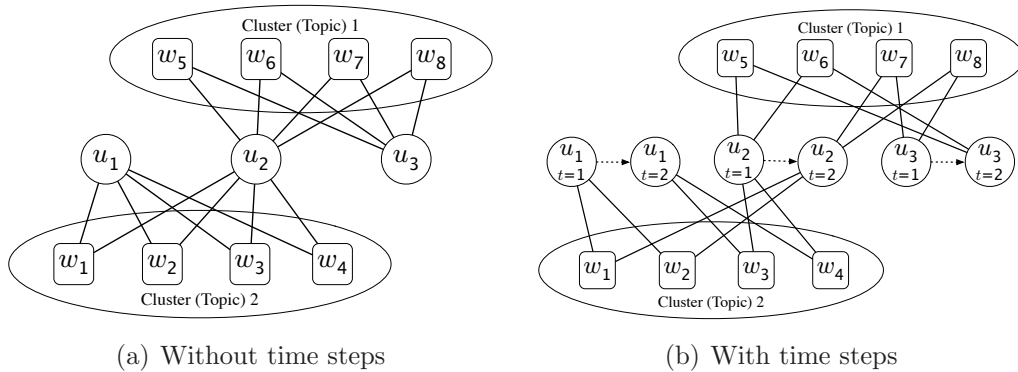 Cluster (Topic) 1
w5 w6 w7 w8
u1 u2 u3
w1 w2 w3 w4
Cluster (Topic) 2
(a) Without time steps
Cluster (Topic) 1
w5 w6 w7 w8
u1 t=1 u1 t=2 u2 t=1 u2 t=2 u3 t=1 u3 t=2
w1 w2 w3 w4
Cluster (Topic) 2
(b) With time steps